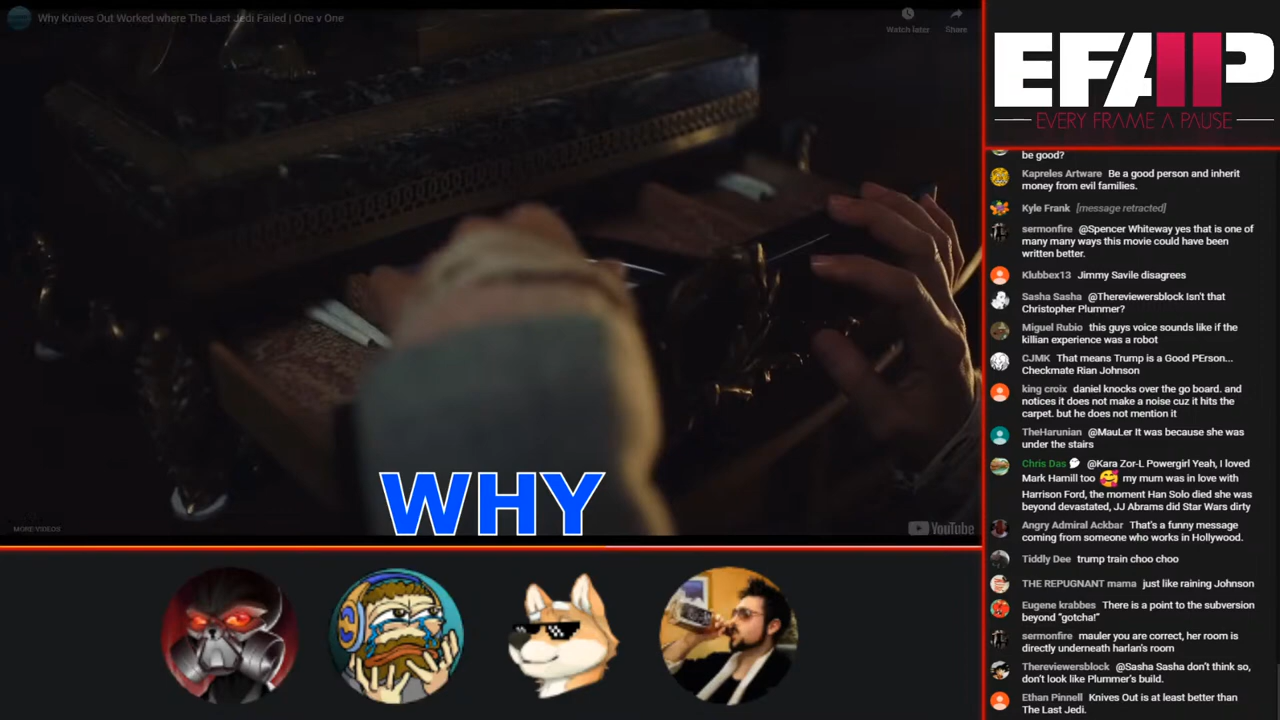 Why Knives Out Worked where The Last Jedi Failed | One v One
Watch later
Share
WHY
MORE VIDEOS
YouTube
EFAP
EVERY FRAME A PAUSE
be good?
Kapreles Artware Be a good person and inherit
money from evil families.
Kyle Frank [message retracted]
sermonfire @Spencer Whiteway yes that is one of
many many ways this movie could have been
written better.
Klubbex13 Jimmy Savile disagrees
Sasha Sasha @Thereviewersblock Isn't that
Christopher Plummer?
Miguel Rubio this guys voice sounds like if the
killian experience was a robot
CJMK That means Trump is a Good PErson...
Checkmate Rian Johnson
king croix daniel knocks over the go board. and
notices it does not make a noise cuz it hits the
carpet. but he does not mention it
TheHarunian @MauLer It was because she was
under the stairs
Chris Das @Kara Zor-L Powergirl Yeah, I loved
Mark Hamill too my mum was in love with
Harrison Ford, the moment Han Solo died she was
beyond devastated, JJ Abrams did Star Wars dirty
Angry Admiral Ackbar That's a funny message
coming from someone who works in Hollywood.
Tiddly Dee trump train choo choo
THE REPUGNANT mama just like raining Johnson
Eugene krabbes There is a point to the subversion
beyond "gotcha!"
sermonfire mauler you are correct, her room is
directly underneath harlan's room
Thereviewersblock @Sasha Sasha don't think so,
don't look like Plummer's build.
Ethan Pinnell Knives Out is at least better than
The Last Jedi.